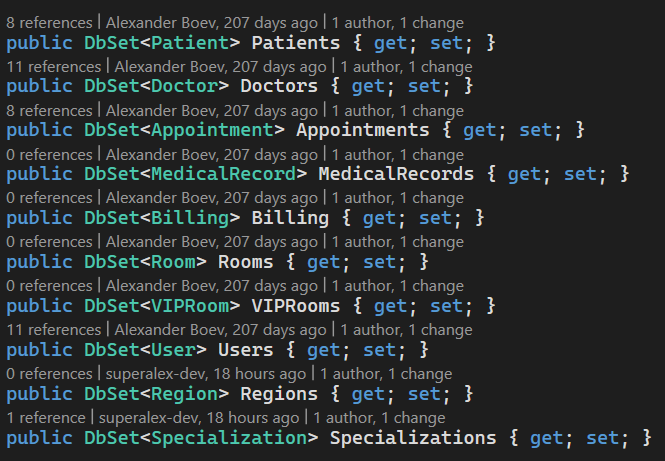 8 references | Alexander Boev, 207 days ago | 1 author, 1 change
public DbSet<Patient> Patients { get; set; }
11 references | Alexander Boev, 207 days ago | 1 author, 1 change
public DbSet<Doctor> Doctors { get; set; }
8 references | Alexander Boev, 207 days ago | 1 author, 1 change
public DbSet<Appointment> Appointments { get; set; }
0 references | Alexander Boev, 207 days ago | 1 author, 1 change
public DbSet<MedicalRecord> MedicalRecords { get; set; }
0 references | Alexander Boev, 207 days ago | 1 author, 1 change
public DbSet<Billing> Billing { get; set; }
0 references | Alexander Boev, 207 days ago | 1 author, 1 change
public DbSet<Room> Rooms { get; set; }
0 references | Alexander Boev, 207 days ago | 1 author, 1 change
public DbSet<VIPRoom> VIPRooms { get; set; }
11 references | Alexander Boev, 207 days ago | 1 author, 1 change
public DbSet<User> Users { get; set; }
0 references | superalex-dev, 18 hours ago | 1 author, 1 change
public DbSet<Region> Regions { get; set; }
1 reference | superalex-dev, 18 hours ago | 1 author, 1 change
public DbSet<Specialization> Specializations { get; set; }